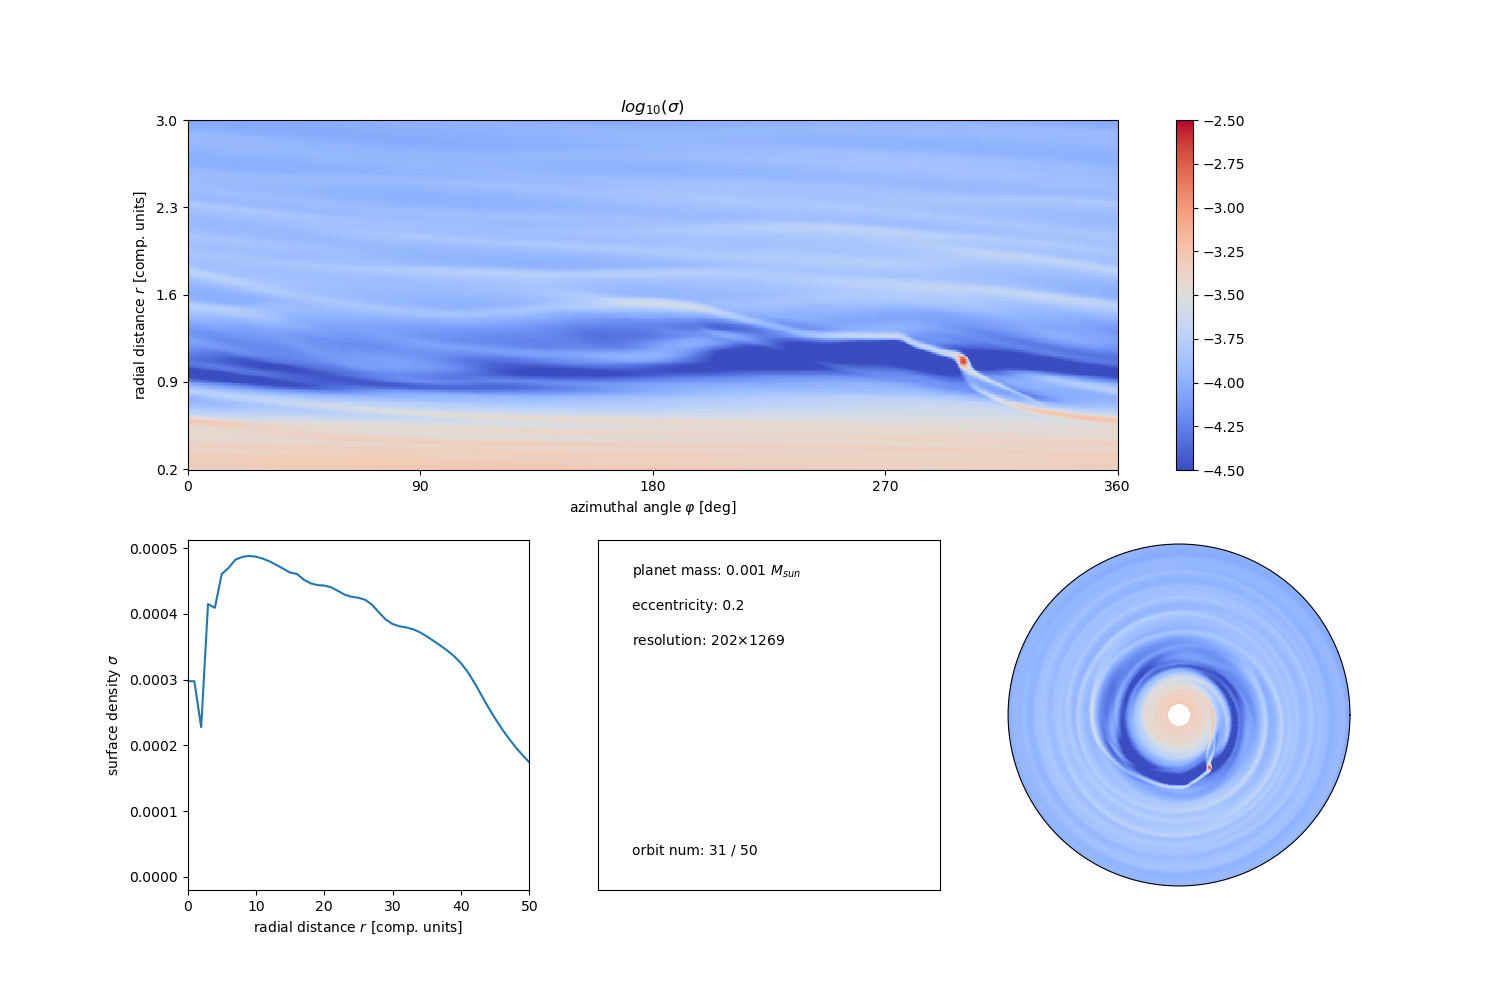 log₁₀(σ)
3.0
2.3
1.6
0.9
0.2
radial distance r [comp. units]
0 90 180 270 360
azimuthal angle φ [deg]
−2.50
−2.75
−3.00
−3.25
−3.50
−3.75
−4.00
−4.25
−4.50
0.0005
0.0004
0.0003
0.0002
0.0001
0.0000
surface density σ
0 10 20 30 40 50
radial distance r [comp. units]
planet mass: 0.001 Mₛᵤₙ
eccentricity: 0.2
resolution: 202×1269
orbit num: 31 / 50